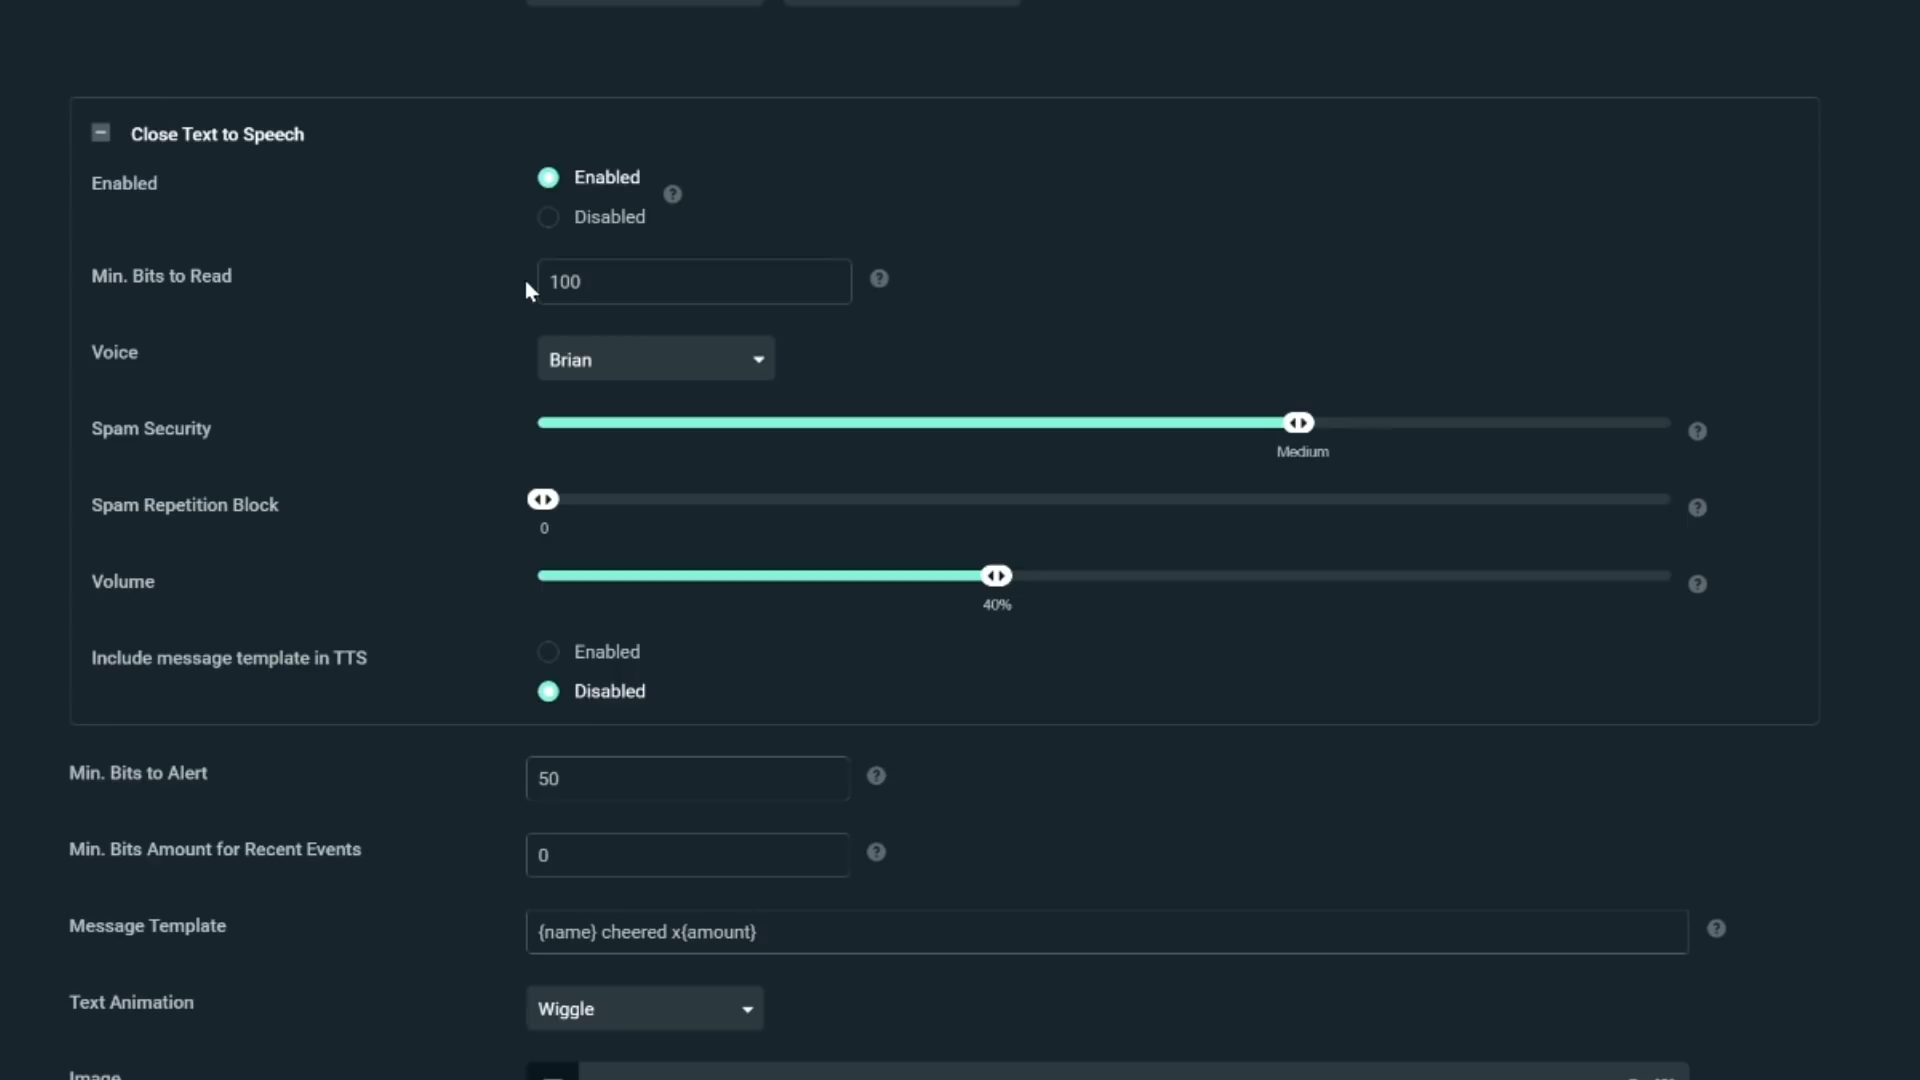 Close Text to Speech
Enabled
Enabled
Disabled
Min. Bits to Read
100
Voice
Brian
Spam Security
Medium
Spam Repetition Block
0
Volume
40%
Include message template in TTS
Enabled
Disabled
Min. Bits to Alert
50
Min. Bits Amount for Recent Events
0
Message Template
{name} cheered x{amount}
Text Animation
Wiggle
Image